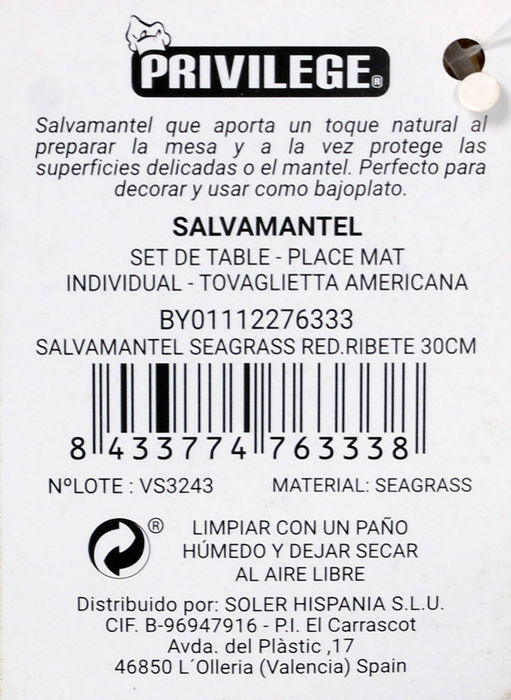 PRIVILEGE®
Salvamantel que aporta un toque natural al
preparar la mesa y a la vez protege las
superficies delicadas o el mantel. Perfecto para
decorar y usar como bajoplato.
SALVAMANTEL
SET DE TABLE - PLACE MAT
INDIVIDUAL - TOVAGLIETTA AMERICANA
BY01112276333
SALVAMANTEL SEAGRASS RED.RIBETE 30CM
8 433774 763338
NºLOTE : VS3243 MATERIAL: SEAGRASS
® LIMPIAR CON UN PAÑO
HÚMEDO Y DEJAR SECAR
AL AIRE LIBRE
Distribuido por: SOLER HISPANIA S.L.U.
CIF. B-96947916 - P.I. El Carrascot
Avda. del Plàstic ,17
46850 L´Olleria (Valencia) Spain